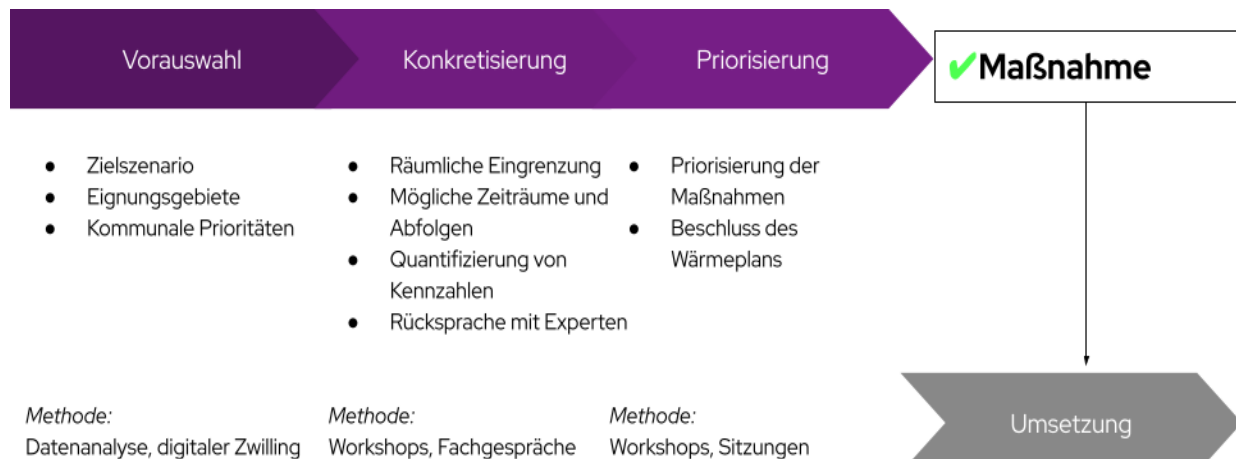 Vorauswahl
Konkretisierung
Priorisierung
✔Maßnahme
● Zielszenario
● Eignungsgebiete
● Kommunale Prioritäten
● Räumliche Eingrenzung
● Mögliche Zeiträume und
Abfolgen
● Quantifizierung von
Kennzahlen
● Rücksprache mit Experten
● Priorisierung der
Maßnahmen
● Beschluss des
Wärmeplans
Methode:
Datenanalyse, digitaler Zwilling
Methode:
Workshops, Fachgespräche
Methode:
Workshops, Sitzungen
Umsetzung